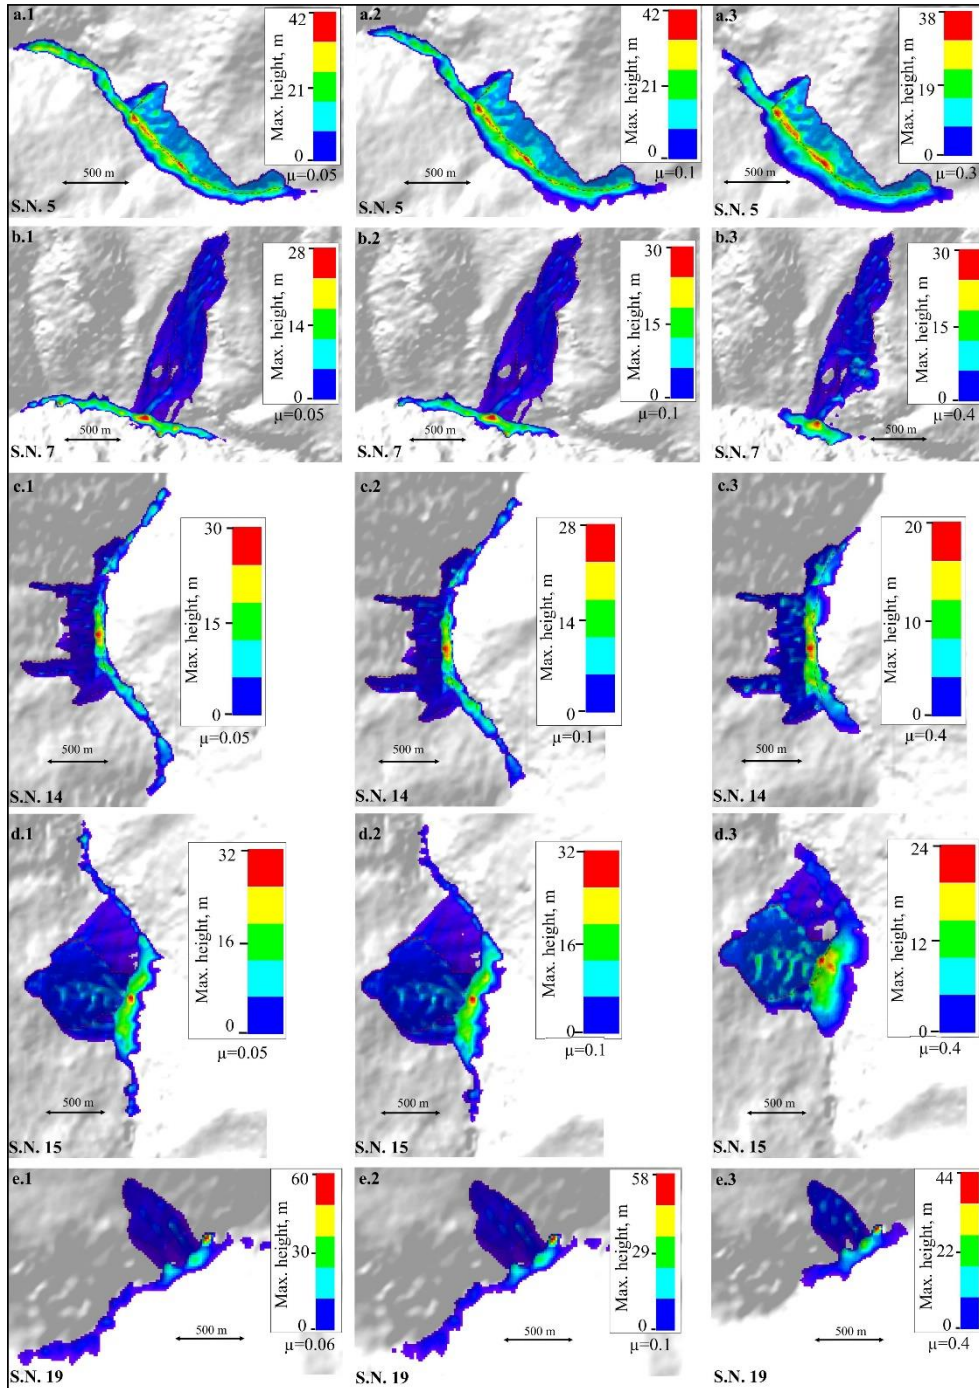 a.1
42
Max. height, m
21
0
μ=0.05
500 m
S.N. 5
a.2
42
Max. height, m
21
0
μ=0.1
500 m
S.N. 5
a.3
38
Max. height, m
19
0
μ=0.3
500 m
S.N. 5
b.1
28
Max. height, m
14
0
μ=0.05
500 m
S.N. 7
b.2
30
Max. height, m
15
0
μ=0.1
500 m
S.N. 7
b.3
30
Max. height, m
15
0
μ=0.4
500 m
S.N. 7
c.1
30
Max. height, m
15
0
μ=0.05
500 m
S.N. 14
c.2
28
Max. height, m
14
0
μ=0.1
500 m
S.N. 14
c.3
20
Max. height, m
10
0
μ=0.4
500 m
S.N. 14
d.1
32
Max. height, m
16
0
μ=0.05
500 m
S.N. 15
d.2
32
Max. height, m
16
0
μ=0.1
500 m
S.N. 15
d.3
24
Max. height, m
12
0
μ=0.4
500 m
S.N. 15
e.1
60
Max. height, m
30
0
μ=0.06
500 m
S.N. 19
e.2
58
Max. height, m
29
0
μ=0.1
500 m
S.N. 19
e.3
44
Max. height, m
22
0
μ=0.4
500 m
S.N. 19